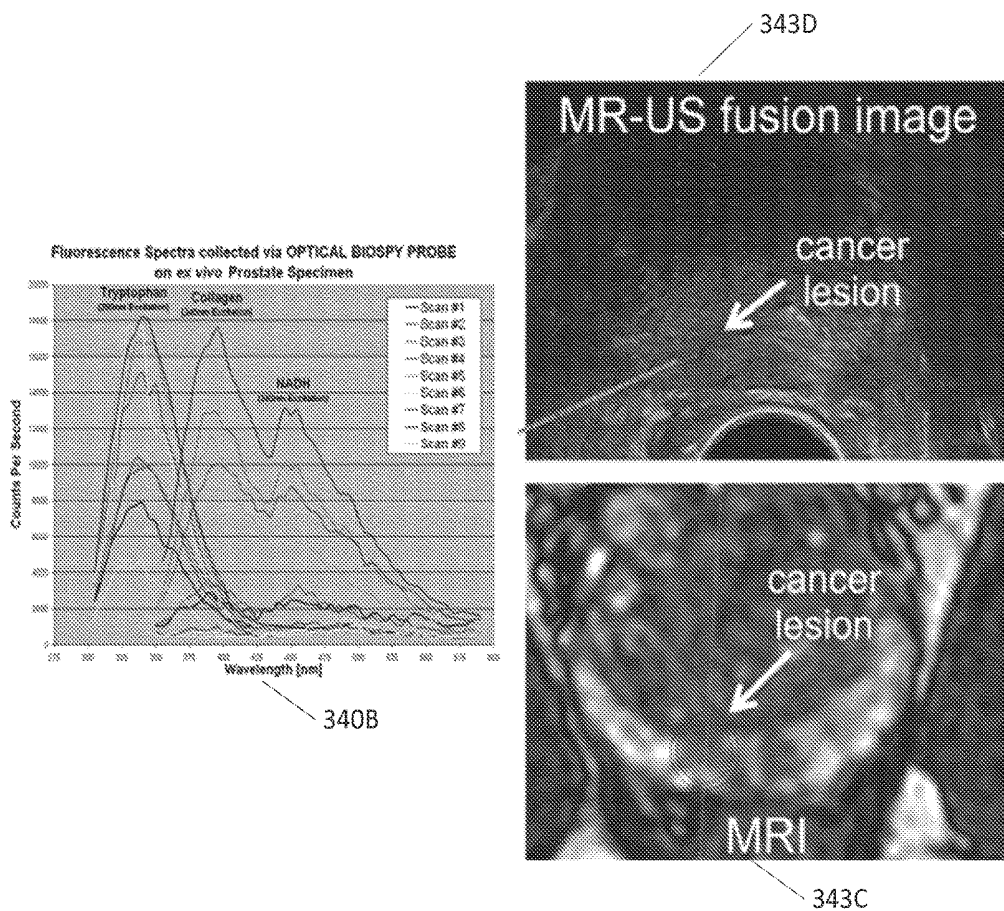 343D
MR-US fusion image
cancer
lesion
Fluorescence Spectra collected via OPTICAL BIOSPY PROBE
on ex vivo Prostate Specimen
Tryptophan
Collagen
NADH
Scan #1
Scan #2
Scan #3
Scan #4
Scan #5
Scan #6
Scan #7
Scan #8
Scan #9
Counts Per Second
Wavelength [nm]
340B
cancer
lesion
MRI
343C